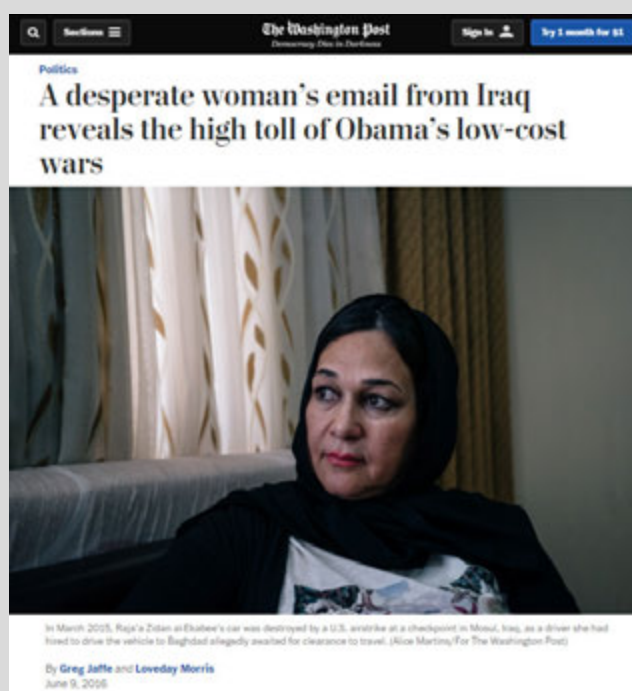 Sections
The Washington Post
Democracy Dies in Darkness
Sign In
Try 1 month for $1
Politics
A desperate woman's email from Iraq
reveals the high toll of Obama's low-cost
wars
In March 2015, Raja'a Zidan al-Ekabee's car was destroyed by a U.S. airstrike at a checkpoint in Mosul, Iraq, as a driver she had
hired to drive the vehicle to Baghdad allegedly awaited for clearance to travel. (Alice Martins/For The Washington Post)
By Greg Jaffe and Loveday Morris
June 9, 2016